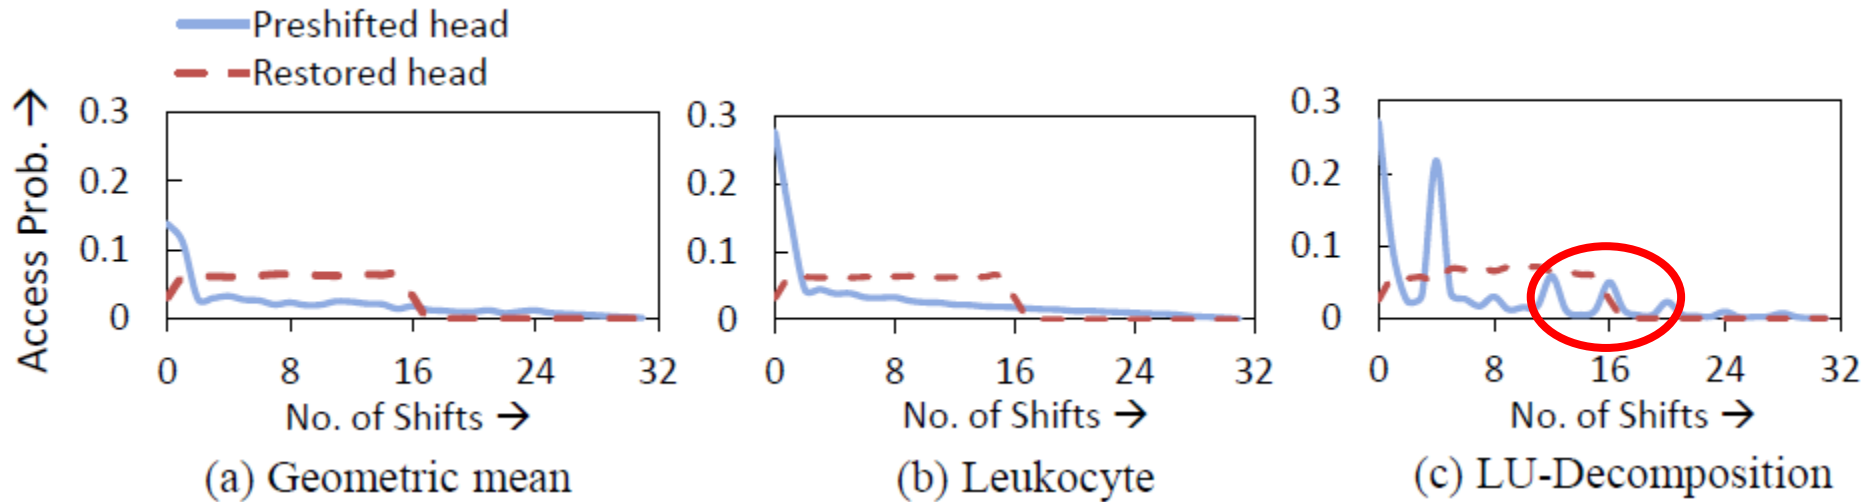 Preshifted head
Restored head
Access Prob. →
0.3
0.2
0.1
0
0 8 16 24 32
No. of Shifts →
(a) Geometric mean
0.3
0.2
0.1
0
0 8 16 24 32
No. of Shifts →
(b) Leukocyte
0.3
0.2
0.1
0
0 8 16 24 32
No. of Shifts →
(c) LU-Decomposition